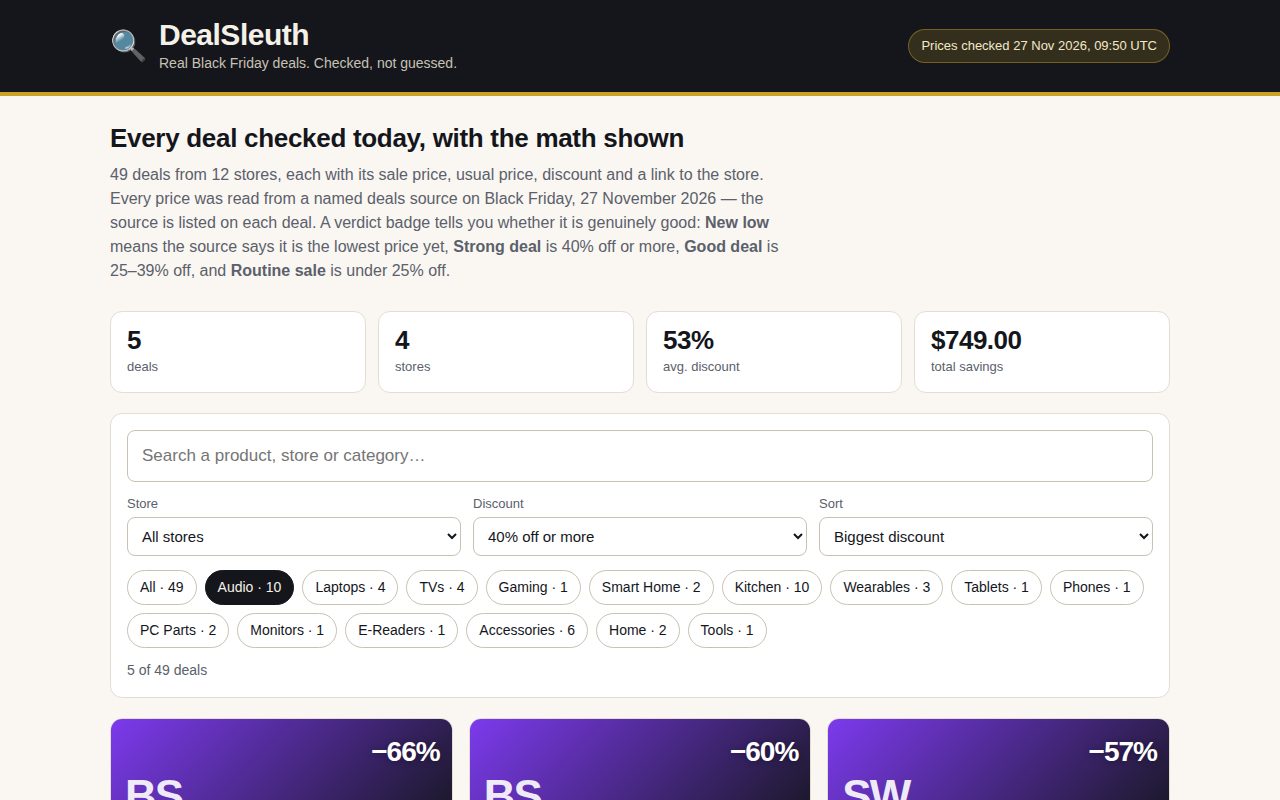 DealSleuth
Real Black Friday deals. Checked, not guessed.
Prices checked 27 Nov 2026, 09:50 UTC
Every deal checked today, with the math shown
49 deals from 12 stores, each with its sale price, usual price, discount and a link to the store.
Every price was read from a named deals source on Black Friday, 27 November 2026 — the
source is listed on each deal. A verdict badge tells you whether it is genuinely good: New low
means the source says it is the lowest price yet, Strong deal is 40% off or more, Good deal is
25–39% off, and Routine sale is under 25% off.
5
deals
4
stores
53%
avg. discount
$749.00
total savings
Search a product, store or category…
Store
All stores
Discount
40% off or more
Sort
Biggest discount
All · 49
Audio · 10
Laptops · 4
TVs · 4
Gaming · 1
Smart Home · 2
Kitchen · 10
Wearables · 3
Tablets · 1
Phones · 1
PC Parts · 2
Monitors · 1
E-Readers · 1
Accessories · 6
Home · 2
Tools · 1
5 of 49 deals
−66%
BS
−60%
BS
−57%
SW